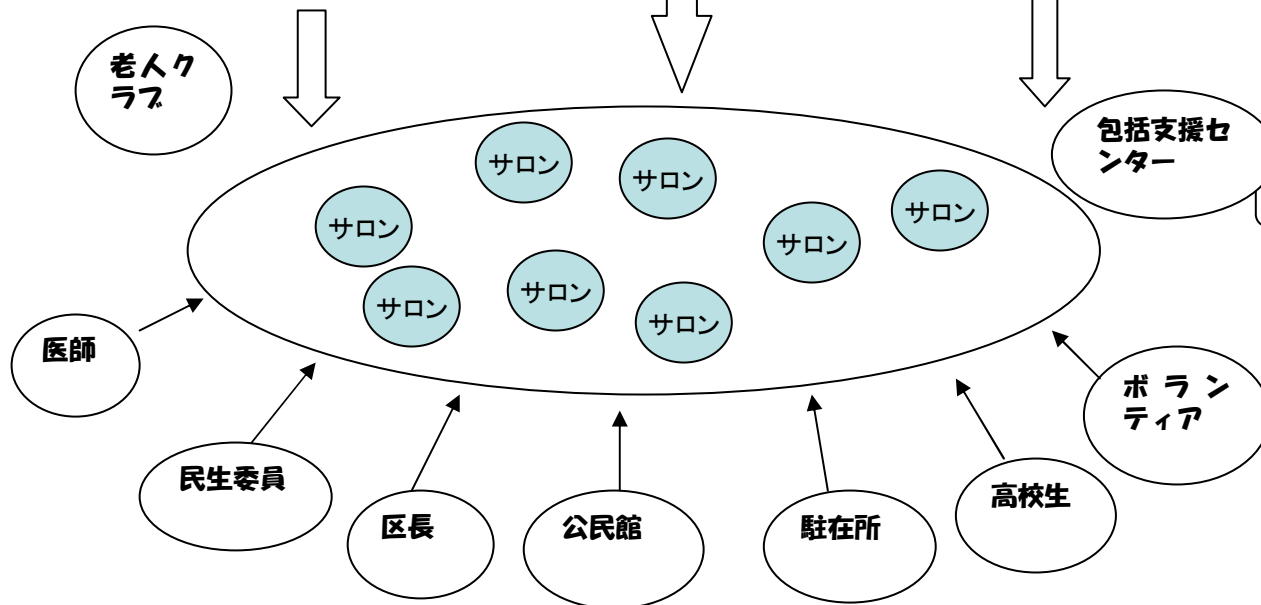 老人ク
ラブ
包括支援セ
ンター
サロン
サロン
サロン
サロン
サロン
サロン
サロン
サロン
医師
ボ ラ ン
ティア
民生委員
区長
公民館
駐在所
高校生